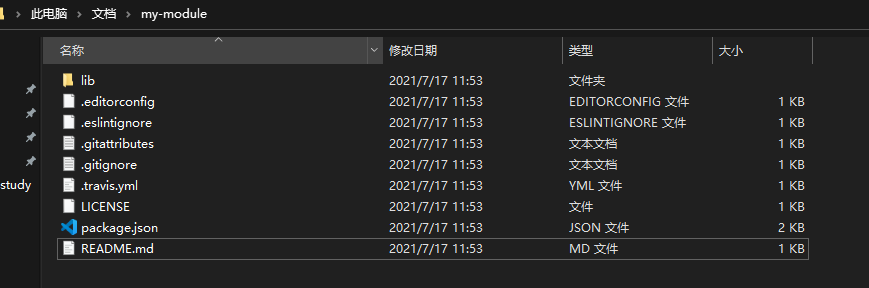 此电脑 > 文档 > my-module
名称 修改日期 类型 大小
lib 2021/7/17 11:53 文件夹
.editorconfig 2021/7/17 11:53 EDITORCONFIG 文件 1 KB
.eslintignore 2021/7/17 11:53 ESLINTIGNORE 文件 1 KB
.gitattributes 2021/7/17 11:53 文本文档 1 KB
.gitignore 2021/7/17 11:53 文本文档 1 KB
.travis.yml 2021/7/17 11:53 YML 文件 1 KB
study
LICENSE 2021/7/17 11:53 文件 1 KB
package.json 2021/7/17 11:53 JSON 文件 2 KB
README.md 2021/7/17 11:53 MD 文件 1 KB